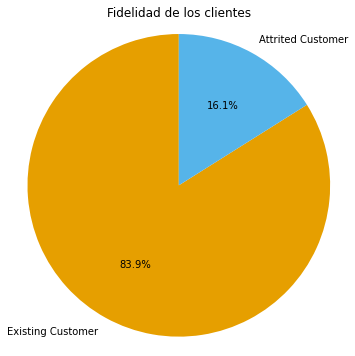 Fidelidad de los clientes
Attrited Customer
16.1%
83.9%
Existing Customer